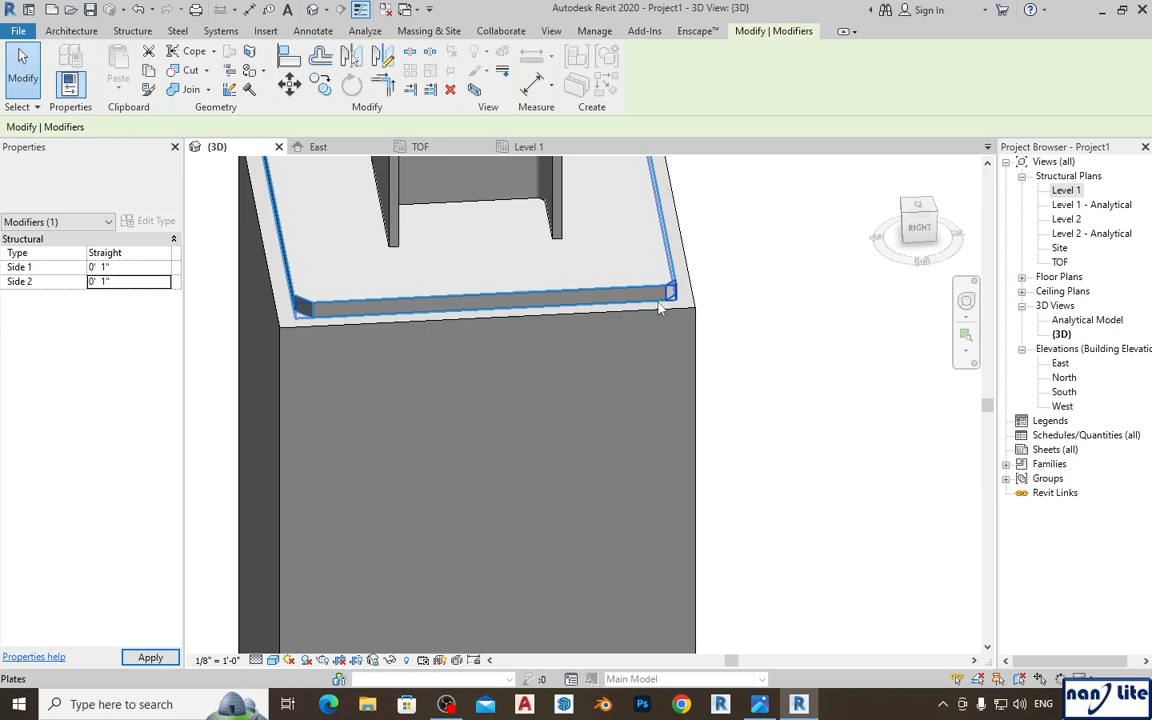 Autodesk Revit 2020 - Project1 - 3D View: {3D}
Sign In
File Architecture Structure Steel Systems Insert Annotate Analyze Massing & Site Collaborate View Manage Add-Ins Enscape™ Modify | Modifiers
Modify Paste Cope Cut Join
Select Properties Clipboard Geometry Modify View Measure Create
Modify | Modifiers
Properties
{3D} East TOF Level 1
Project Browser - Project1
Modifiers (1) Edit Type
Structural
Type Straight
Side 1 0' 1"
Side 2 0' 1"
RIGHT
Views (all)
Structural Plans
Level 1
Level 1 - Analytical
Level 2
Level 2 - Analytical
Site
TOF
Floor Plans
Ceiling Plans
3D Views
Analytical Model
{3D}
Elevations (Building Elevatio
East
North
South
West
Legends
Schedules/Quantities (all)
Sheets (all)
Families
Groups
Revit Links
Properties help Apply
1/8" = 1'-0"
Plates
:0
Main Model
Type here to search
ENG
nanJlite